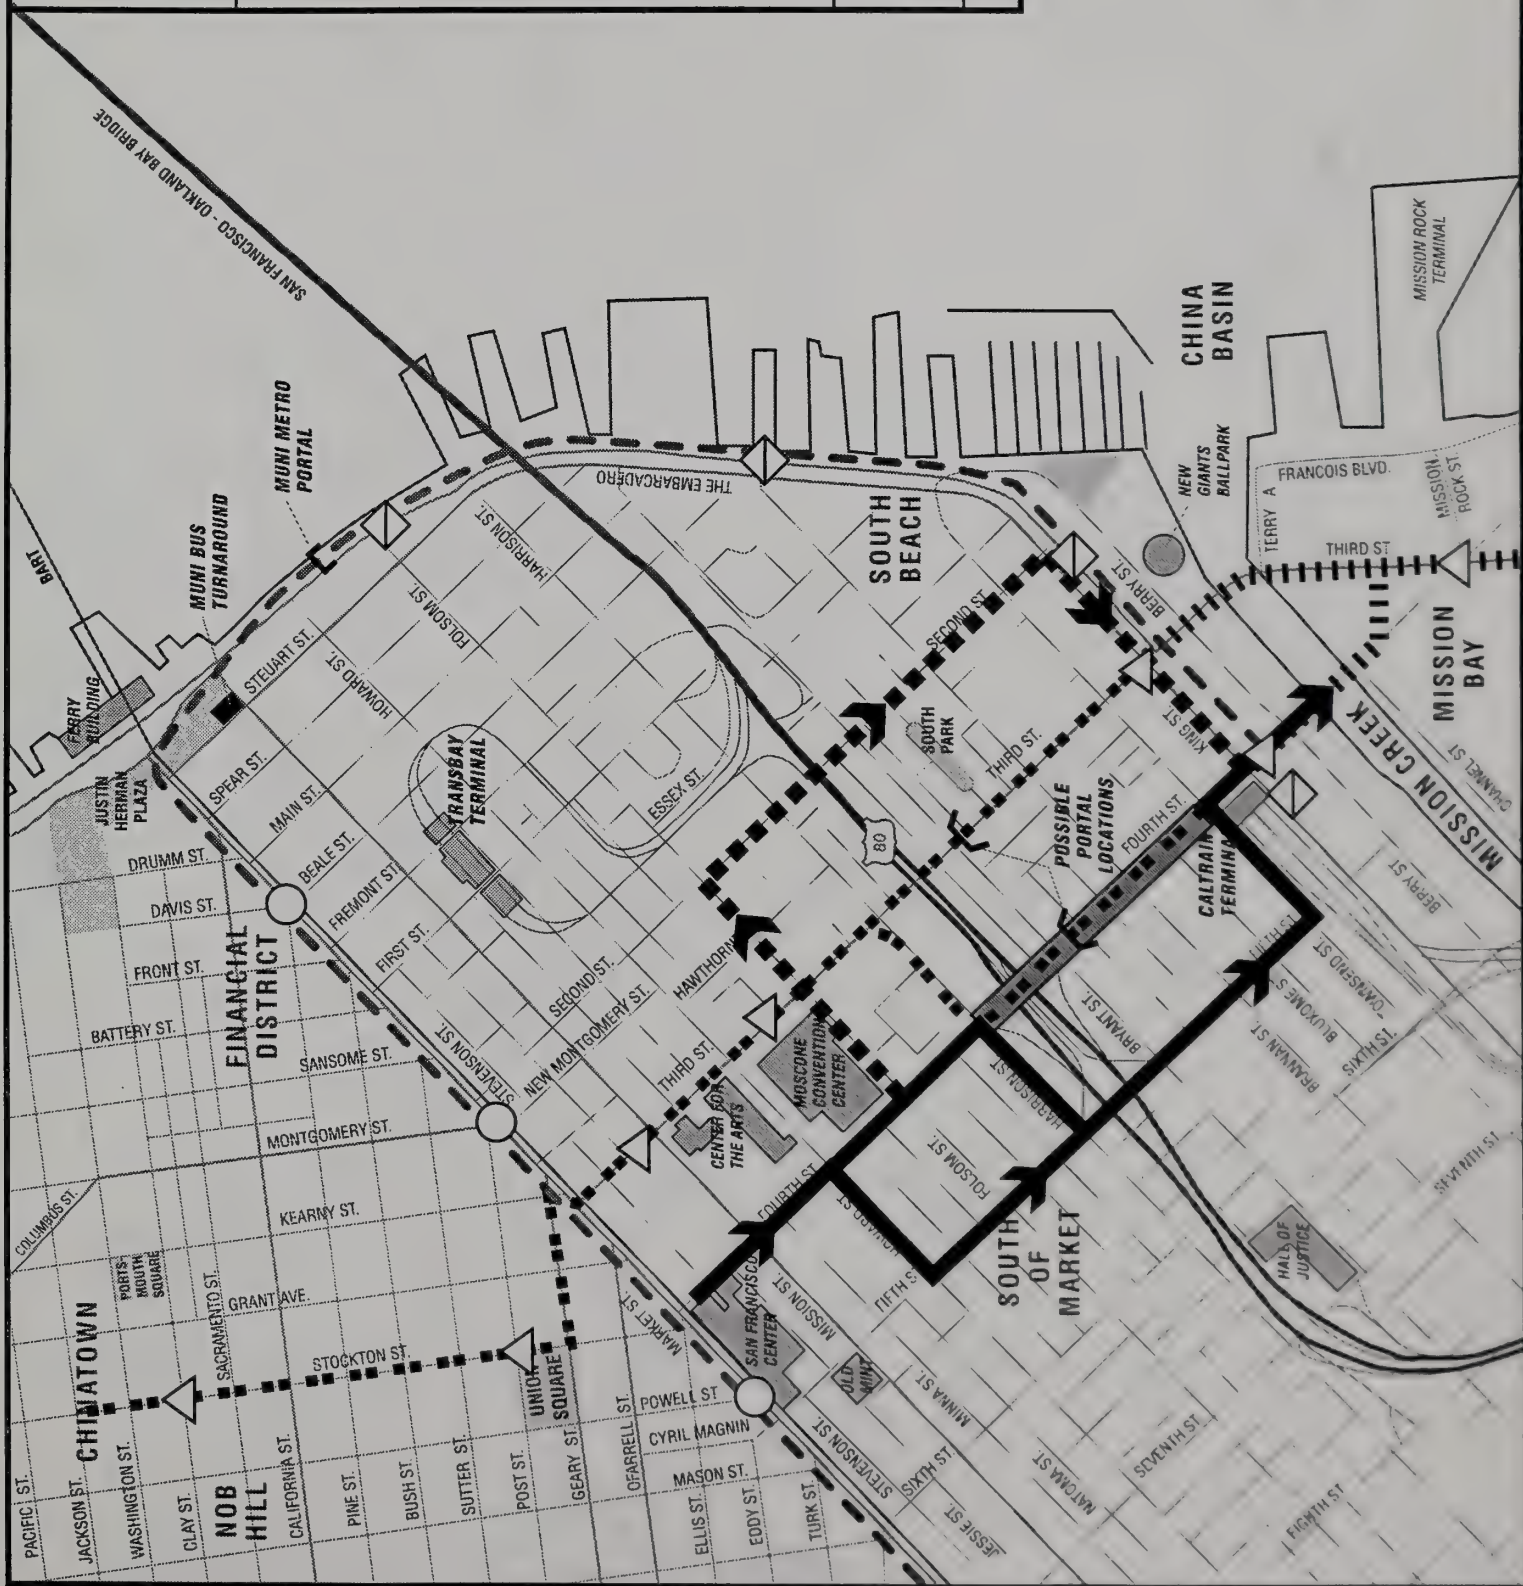 SAN FRANCISCO - OAKLAND BAY BRIDGE
BART
MUNI METRO
PORTAL
MUNI BUS
TURNAROUND
FERRY
BUILDING
JUSTIN
HERMAN
PLAZA
STEUART ST.
SPEAR ST.
MAIN ST.
BEALE ST.
FREMONT ST.
FIRST ST.
HOWARD ST.
FOLSOM ST.
HARRISON ST.
THE EMBARCADERO
TRANSBAY
TERMINAL
ESSEX ST.
DRUMM ST.
DAVIS ST.
FRONT ST.
BATTERY ST.
SANSOME ST.
MONTGOMERY ST.
KEARNY ST.
GRANT AVE.
STOCKTON ST.
COLUMBUS ST.
SACRAMENTO ST.
FINANCIAL
DISTRICT
CHINATOWN
PORTS-
MOUTH
SQUARE
NOB
HILL
UNION
SQUARE
PACIFIC ST.
JACKSON ST.
WASHINGTON ST.
CLAY ST.
CALIFORNIA ST.
PINE ST.
BUSH ST.
SUTTER ST.
POST ST.
GEARY ST.
OFARRELL ST.
ELLIS ST.
EDDY ST.
TURK ST.
POWELL ST
CYRIL MAGNIN
MASON ST.
MARKET ST.
STEVENSON ST.
SECOND ST.
NEW MONTGOMERY ST.
HAWTHORN
THIRD ST.
CENTER FOR
THE ARTS
MOSCONE
CONVENTION
CENTER
FOURTH ST.
SAN FRANCISCO
CENTER
OLD
MINT
MISSION ST.
HOWARD ST.
FIFTH ST.
FOLSOM ST.
HARRISON ST.
BRYANT ST.
SOUTH
OF
MARKET
HALL OF
JUSTICE
STEVENSON ST.
SIXTH ST.
JESSIE ST.
MINNA ST.
NATOMA ST.
SEVENTH ST.
EIGHTH ST
SEVENTH ST.
SIXTH ST.
BRANNAN ST.
BLUXOME S
TOWNSEND ST.
FIFTH ST.
BERRY ST.
CHANNEL ST
80
SOUTH
BEACH
SECOND ST.
SOUTH
PARK
THIRD ST.
POSSIBLE
PORTAL
LOCATIONS
FOURTH ST.
CALTRAIN
TERMINA
KING ST.
BERRY ST.
NEW
GIANTS
BALLPARK
CHINA
BASIN
MISSION ROCK
TERMINAL
FRANCOIS BLVD.
TERRY A
MISSION
ROCK ST.
THIRD ST
MISSION
BAY
MISSION CREEK